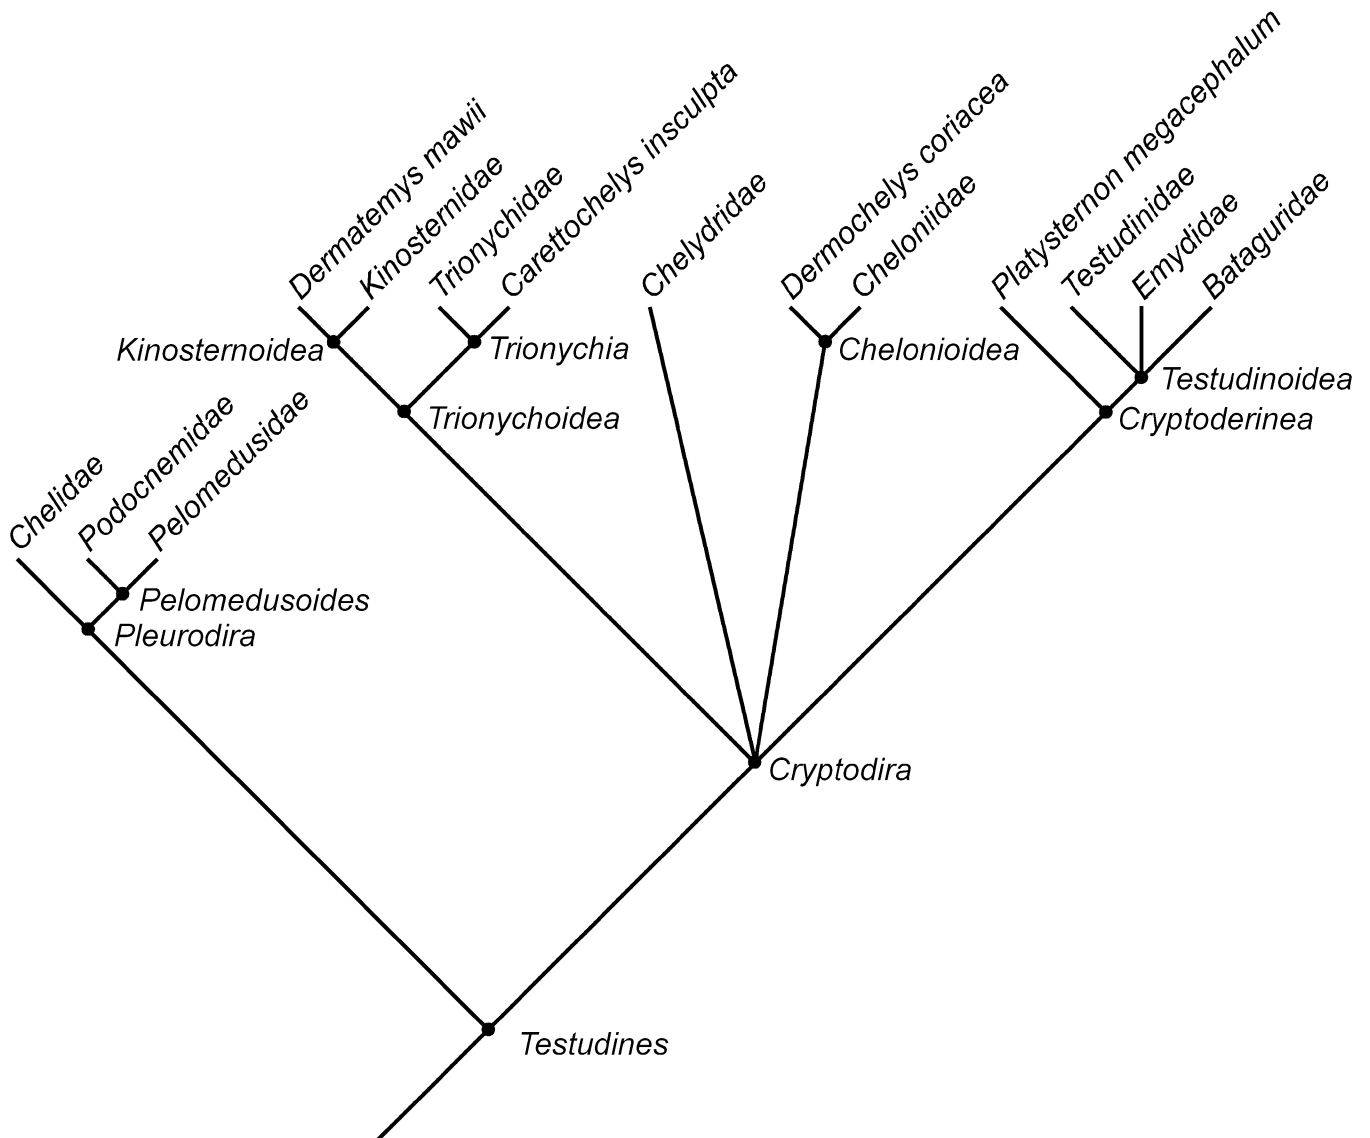 Dermatemys mawii
Kinosternidae
Trionychidae
Carettochelys insculpta
Chelydridae
Dermochelys coriacea
Cheloniidae
Platysternon megacephalum
Testudinidae
Emydidae
Bataguridae
Kinosternoidea
Trionychia
Chelonioidea
Testudinoidea
Trionychoidea
Cryptoderinea
Chelidae
Podocnemidae
Pelomedusidae
Pelomedusoides
Pleurodira
Cryptodira
Testudines